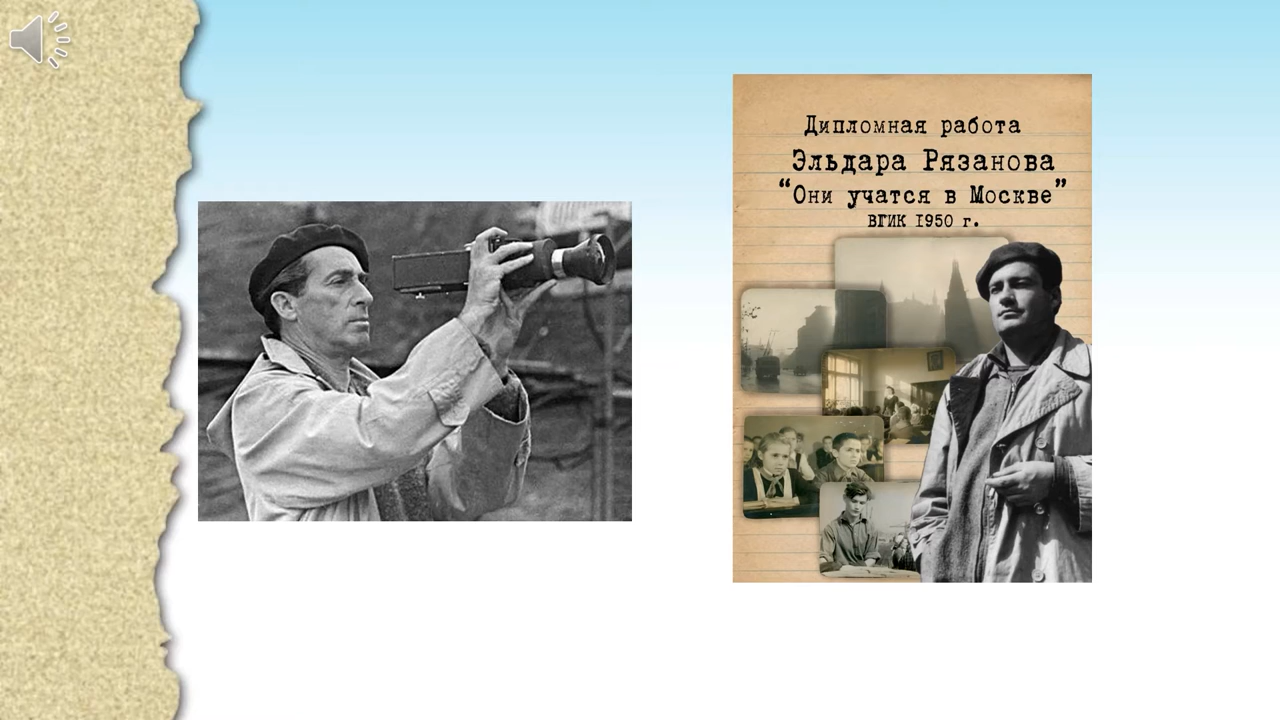 Дипломная работа
Эльдара Рязанова
“Они учатся в Москве”
ВГИК 1950 г.